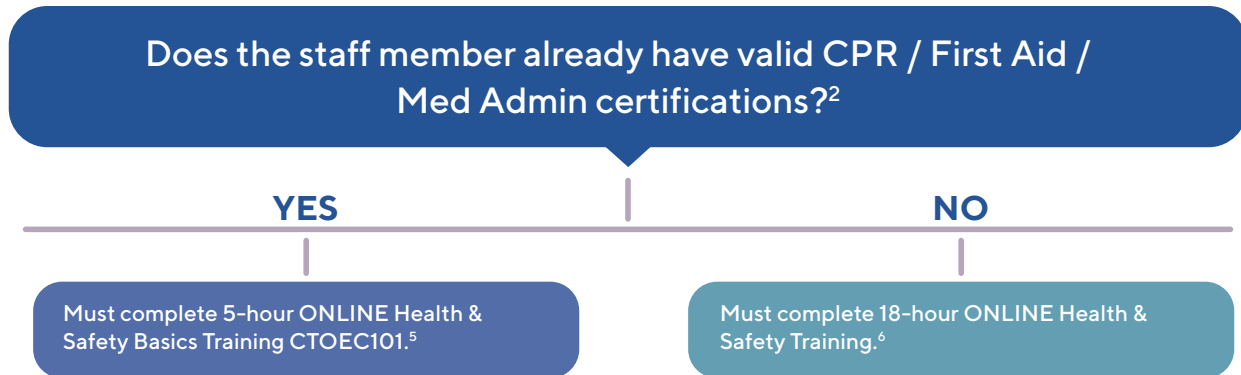 Does the staff member already have valid CPR / First Aid /
Med Admin certifications?²
YES
NO
Must complete 5-hour ONLINE Health &
Safety Basics Training CTOEC101.⁵
Must complete 18-hour ONLINE Health &
Safety Training.⁶